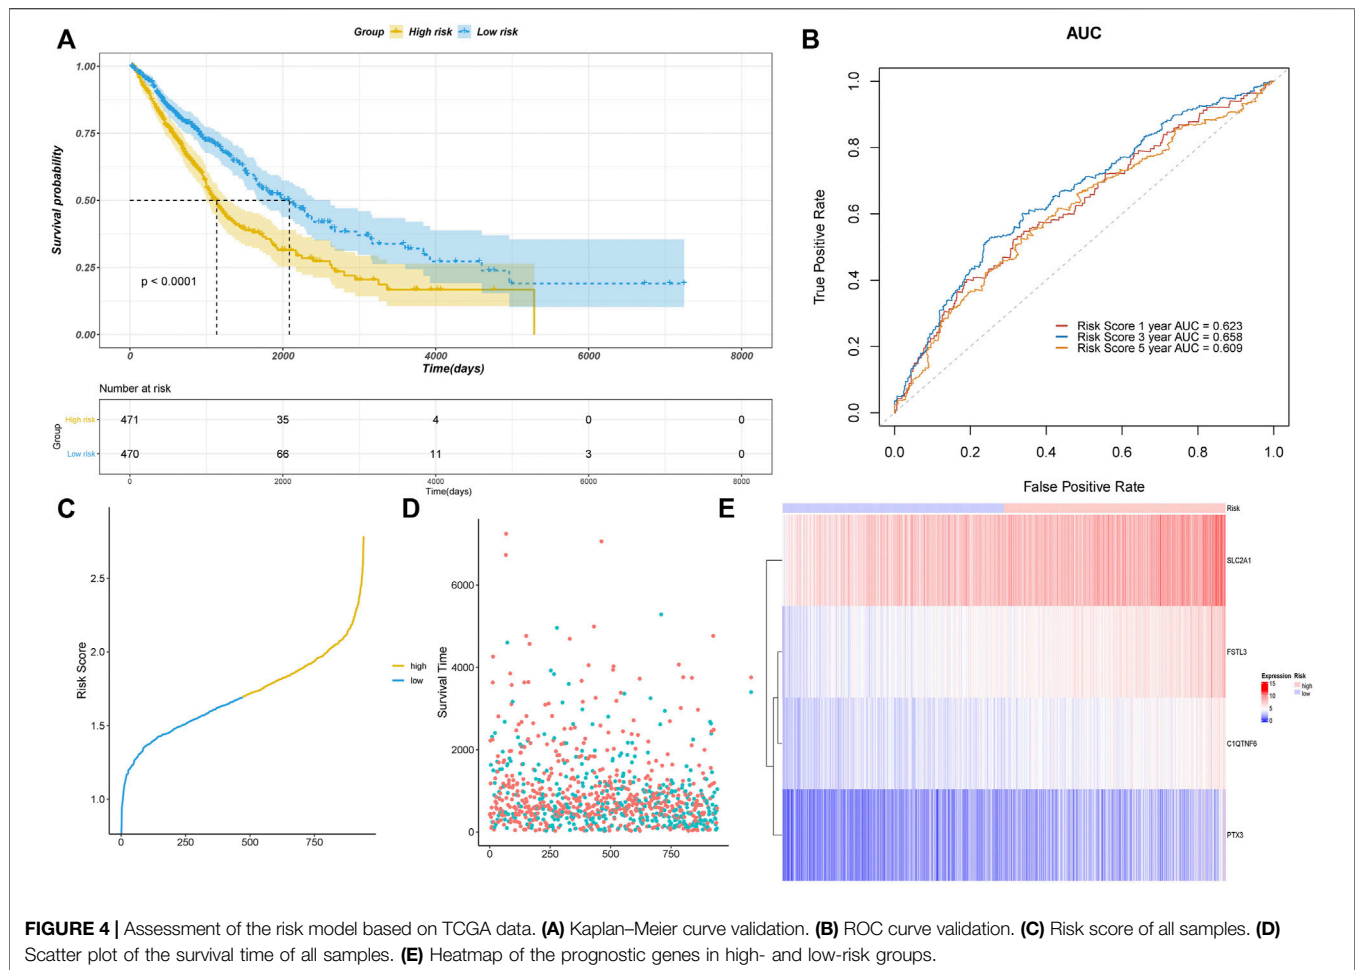 A
Group High risk Low risk
Survival probability
1.00
0.75
0.50
0.25
0.00
p < 0.0001
0 2000 4000 6000 8000
Time(days)
Number at risk
Group
High risk 471 35 4 0 0
Low risk 470 66 11 3 0
0 2000 4000 6000 8000
Time(days)
B
AUC
True Positive Rate
1.0
0.8
0.6
0.4
0.2
0.0
Risk Score 1 year AUC = 0.623
Risk Score 3 year AUC = 0.658
Risk Score 5 year AUC = 0.609
0.0 0.2 0.4 0.6 0.8 1.0
False Positive Rate
C
Risk Score
2.5
2.0
1.5
1.0
0 250 500 750
high
low
D
Survival Time
6000
4000
2000
0
0 250 500 750
E
Risk
SLC2A1
FSTL3
C1QTNF6
PTX3
Expression Risk
15 high
10 low
5
0
FIGURE 4 | Assessment of the risk model based on TCGA data. (A) Kaplan–Meier curve validation. (B) ROC curve validation. (C) Risk score of all samples. (D)
Scatter plot of the survival time of all samples. (E) Heatmap of the prognostic genes in high- and low-risk groups.